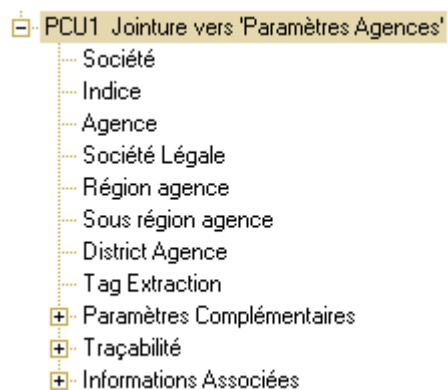 PCU1 Jointure vers 'Paramètres Agences'
Société
Indice
Agence
Société Légale
Région agence
Sous région agence
District Agence
Tag Extraction
Paramètres Complémentaires
Traçabilité
Informations Associées